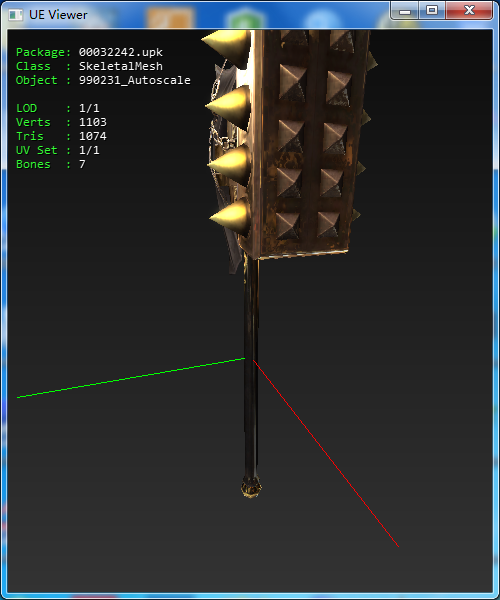 UE Viewer
Package: 00032242.upk
Class  : SkeletalMesh
Object : 990231_Autoscale
LOD    : 1/1
Verts  : 1103
Tris   : 1074
UV Set : 1/1
Bones  : 7